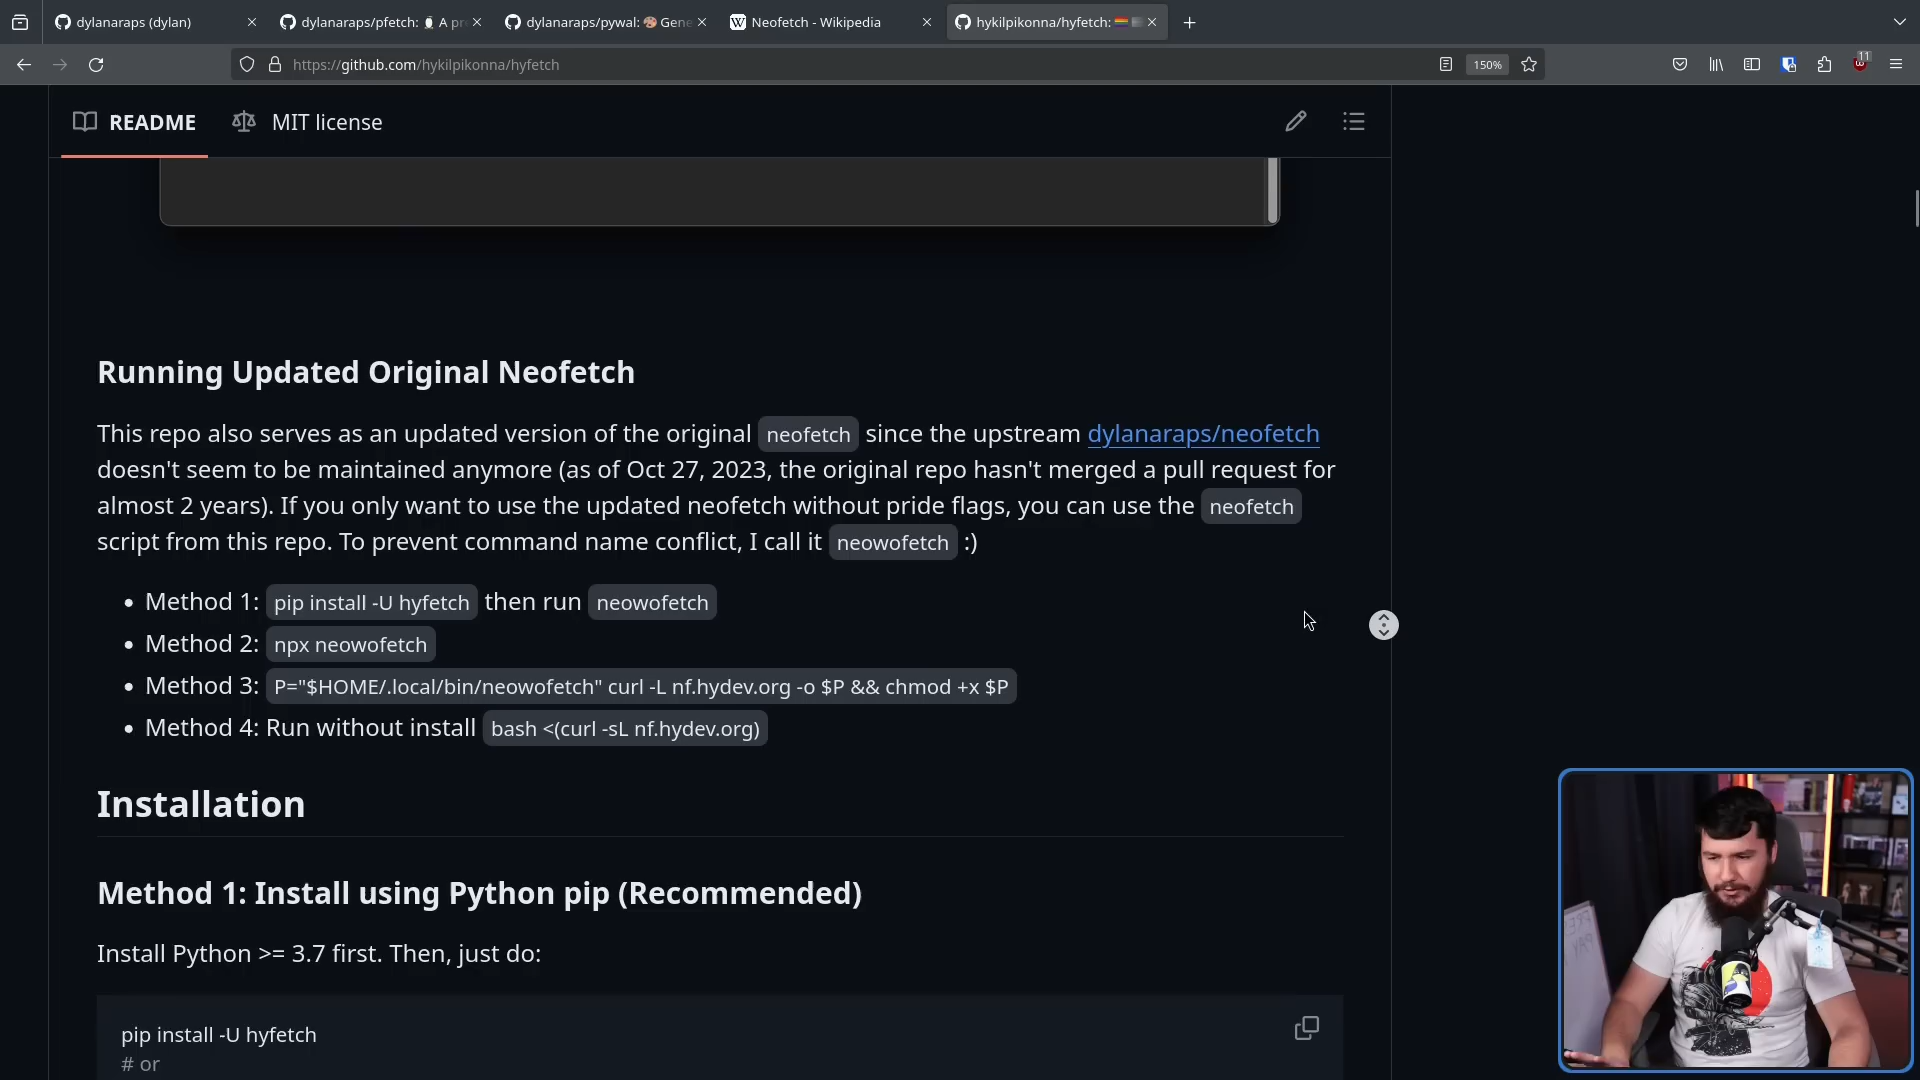 dylanaraps (dylan)
dylanaraps/pfetch: A pr
dylanaraps/pywal: Gene
Neofetch - Wikipedia
hykilpikonna/hyfetch:
https://github.com/hykilpikonna/hyfetch
150%
11
README
MIT license
Running Updated Original Neofetch
This repo also serves as an updated version of the original neofetch since the upstream dylanaraps/neofetch
doesn't seem to be maintained anymore (as of Oct 27, 2023, the original repo hasn't merged a pull request for
almost 2 years). If you only want to use the updated neofetch without pride flags, you can use the neofetch
script from this repo. To prevent command name conflict, I call it neowofetch :)
• Method 1: pip install -U hyfetch then run neowofetch
• Method 2: npx neowofetch
• Method 3: P="$HOME/.local/bin/neowofetch" curl -L nf.hydev.org -o $P && chmod +x $P
• Method 4: Run without install bash <(curl -sL nf.hydev.org)
Installation
Method 1: Install using Python pip (Recommended)
Install Python >= 3.7 first. Then, just do:
pip install -U hyfetch
# or